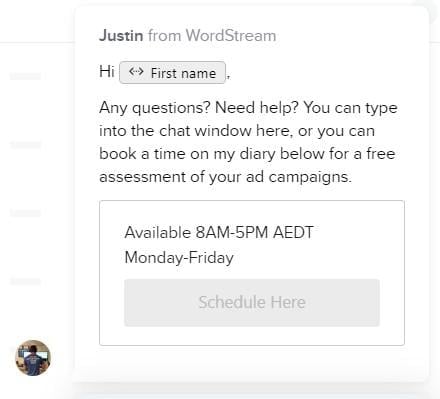 Justin from WordStream
Hi <··> First name ,
Any questions? Need help? You can type
into the chat window here, or you can
book a time on my diary below for a free
assessment of your ad campaigns.
Available 8AM-5PM AEDT
Monday-Friday
Schedule Here